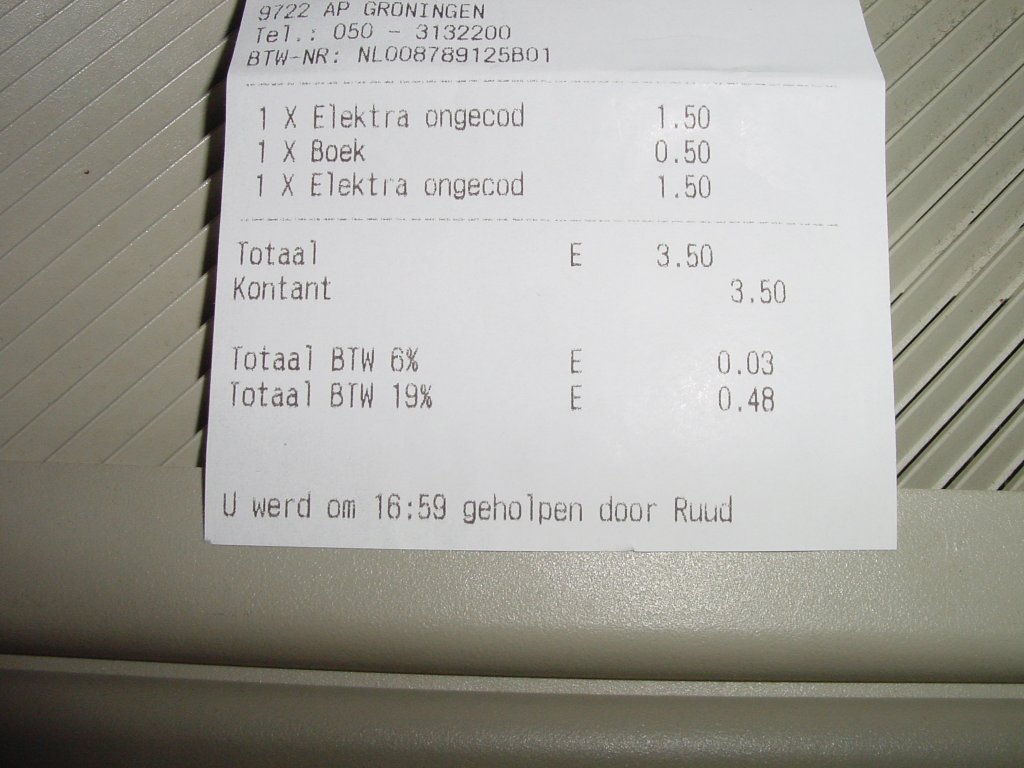 9722 AP GRONINGEN
Tel.: 050 - 3132200
BTW-NR: NL008789125B01
1 X Elektra ongecod 1.50
1 X Boek 0.50
1 X Elektra ongecod 1.50
Totaal E 3.50
Kontant 3.50
Totaal BTW 6% E 0.03
Totaal BTW 19% E 0.48
U werd om 16:59 geholpen door Ruud